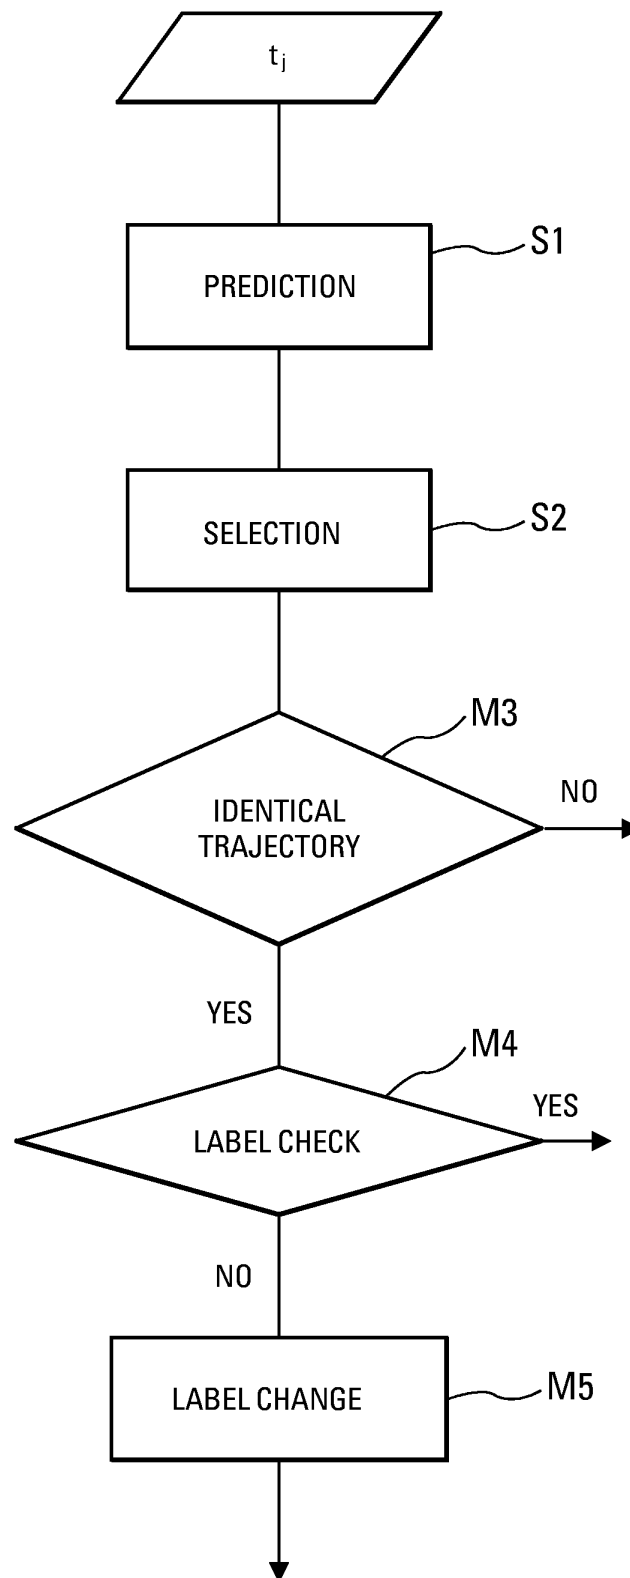 tj
S1
PREDICTION
S2
SELECTION
M3
NO
IDENTICAL
TRAJECTORY
YES
M4
YES
LABEL CHECK
NO
M5
LABEL CHANGE